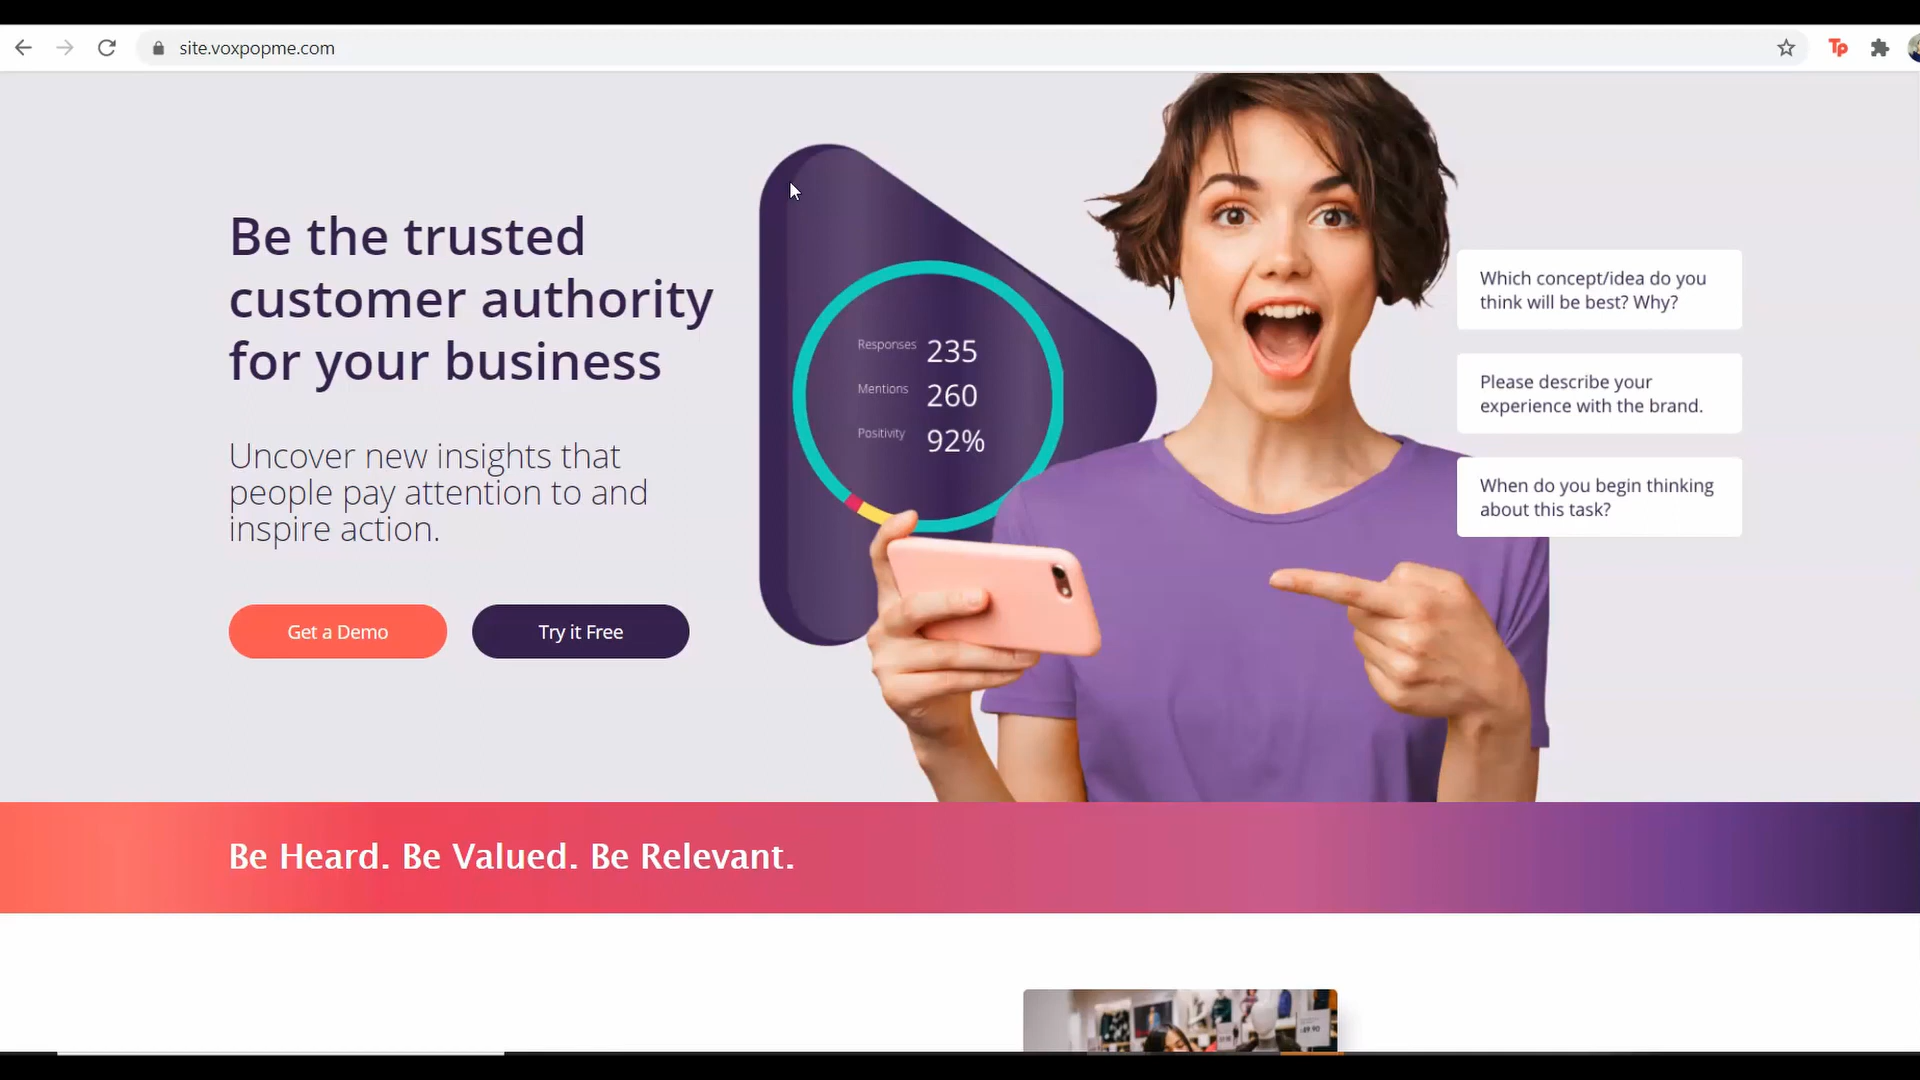 site.voxpopme.com
Tp
Be the trusted
customer authority
for your business
Uncover new insights that
people pay attention to and
inspire action.
Get a Demo
Try it Free
Responses 235
Mentions 260
Positivity 92%
Which concept/idea do you
think will be best? Why?
Please describe your
experience with the brand.
When do you begin thinking
about this task?
Be Heard. Be Valued. Be Relevant.